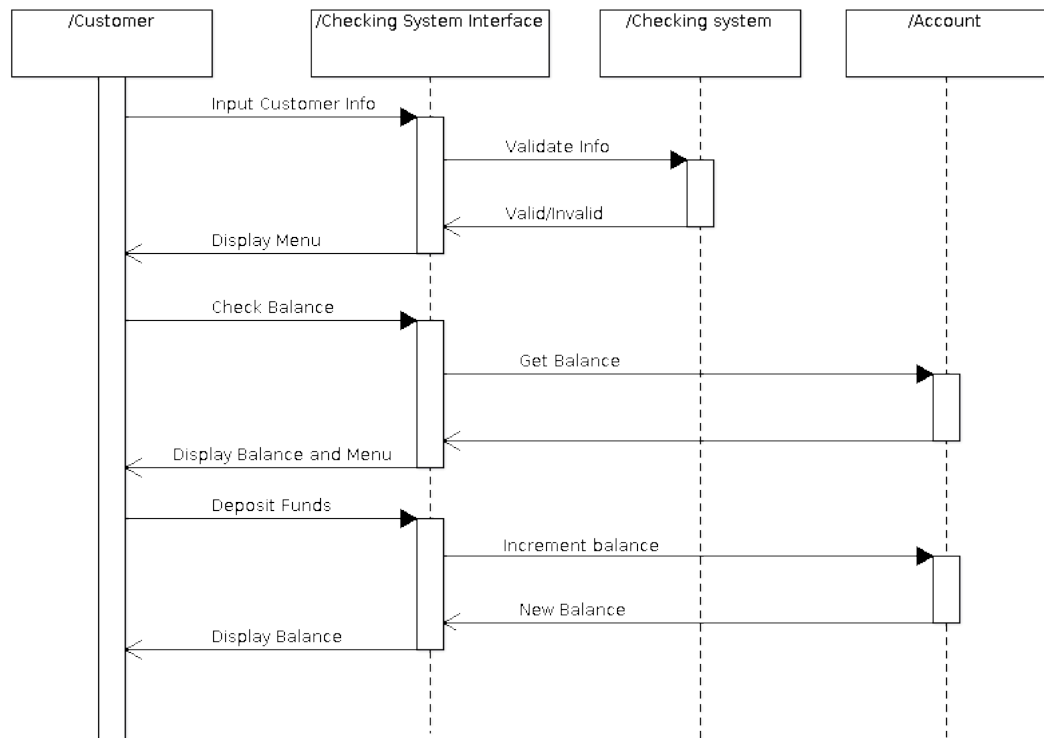 /Customer
/Checking System Interface
/Checking system
/Account
Input Customer Info
Validate Info
Valid/Invalid
Display Menu
Check Balance
Get Balance
Display Balance and Menu
Deposit Funds
Increment balance
New Balance
Display Balance